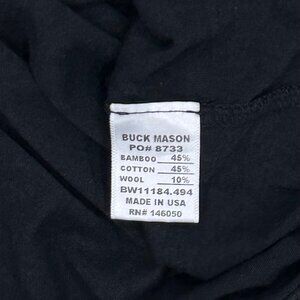 BUCK MASON
PO# 8733
BAMBOO 45%
COTTON 45%
WOOL 10%
BW11184.494
MADE IN USA
RN# 146050